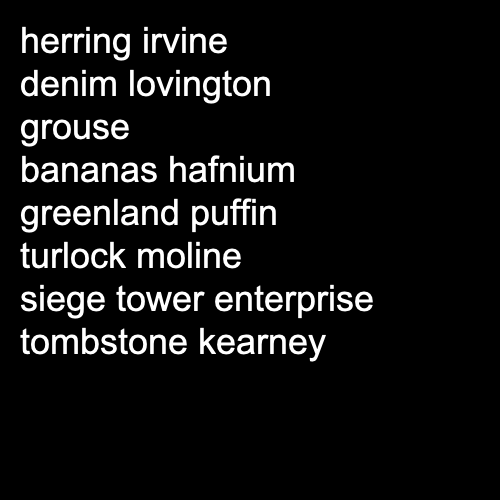 herring irvine
denim lovington
grouse
bananas hafnium
greenland puffin
turlock moline
siege tower enterprise
tombstone kearney